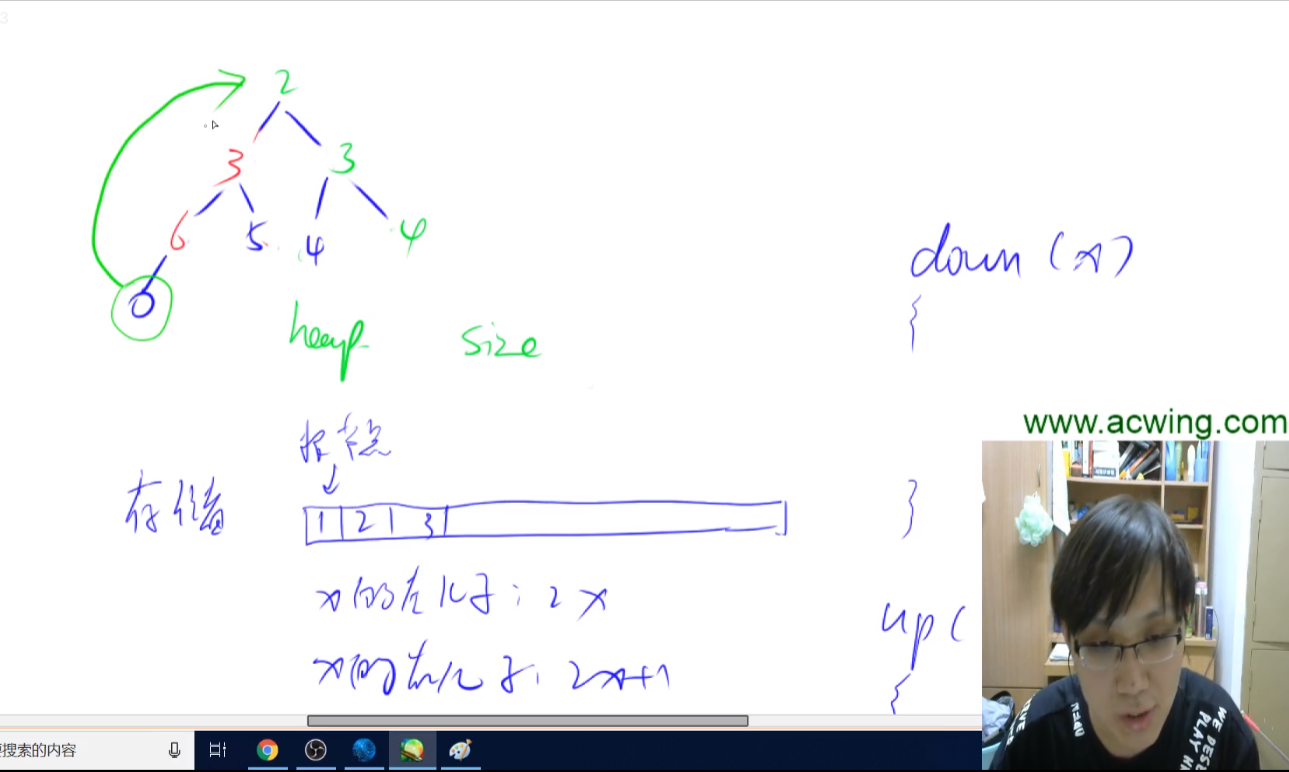 3
2
3 3
6 5 4 4
0
heap size
down(x)
{
}
www.acwing.com
根节点
存储
1 2 3
x的左儿子: 2x
x的右儿子: 2x+1
up(
{
搜索的内容